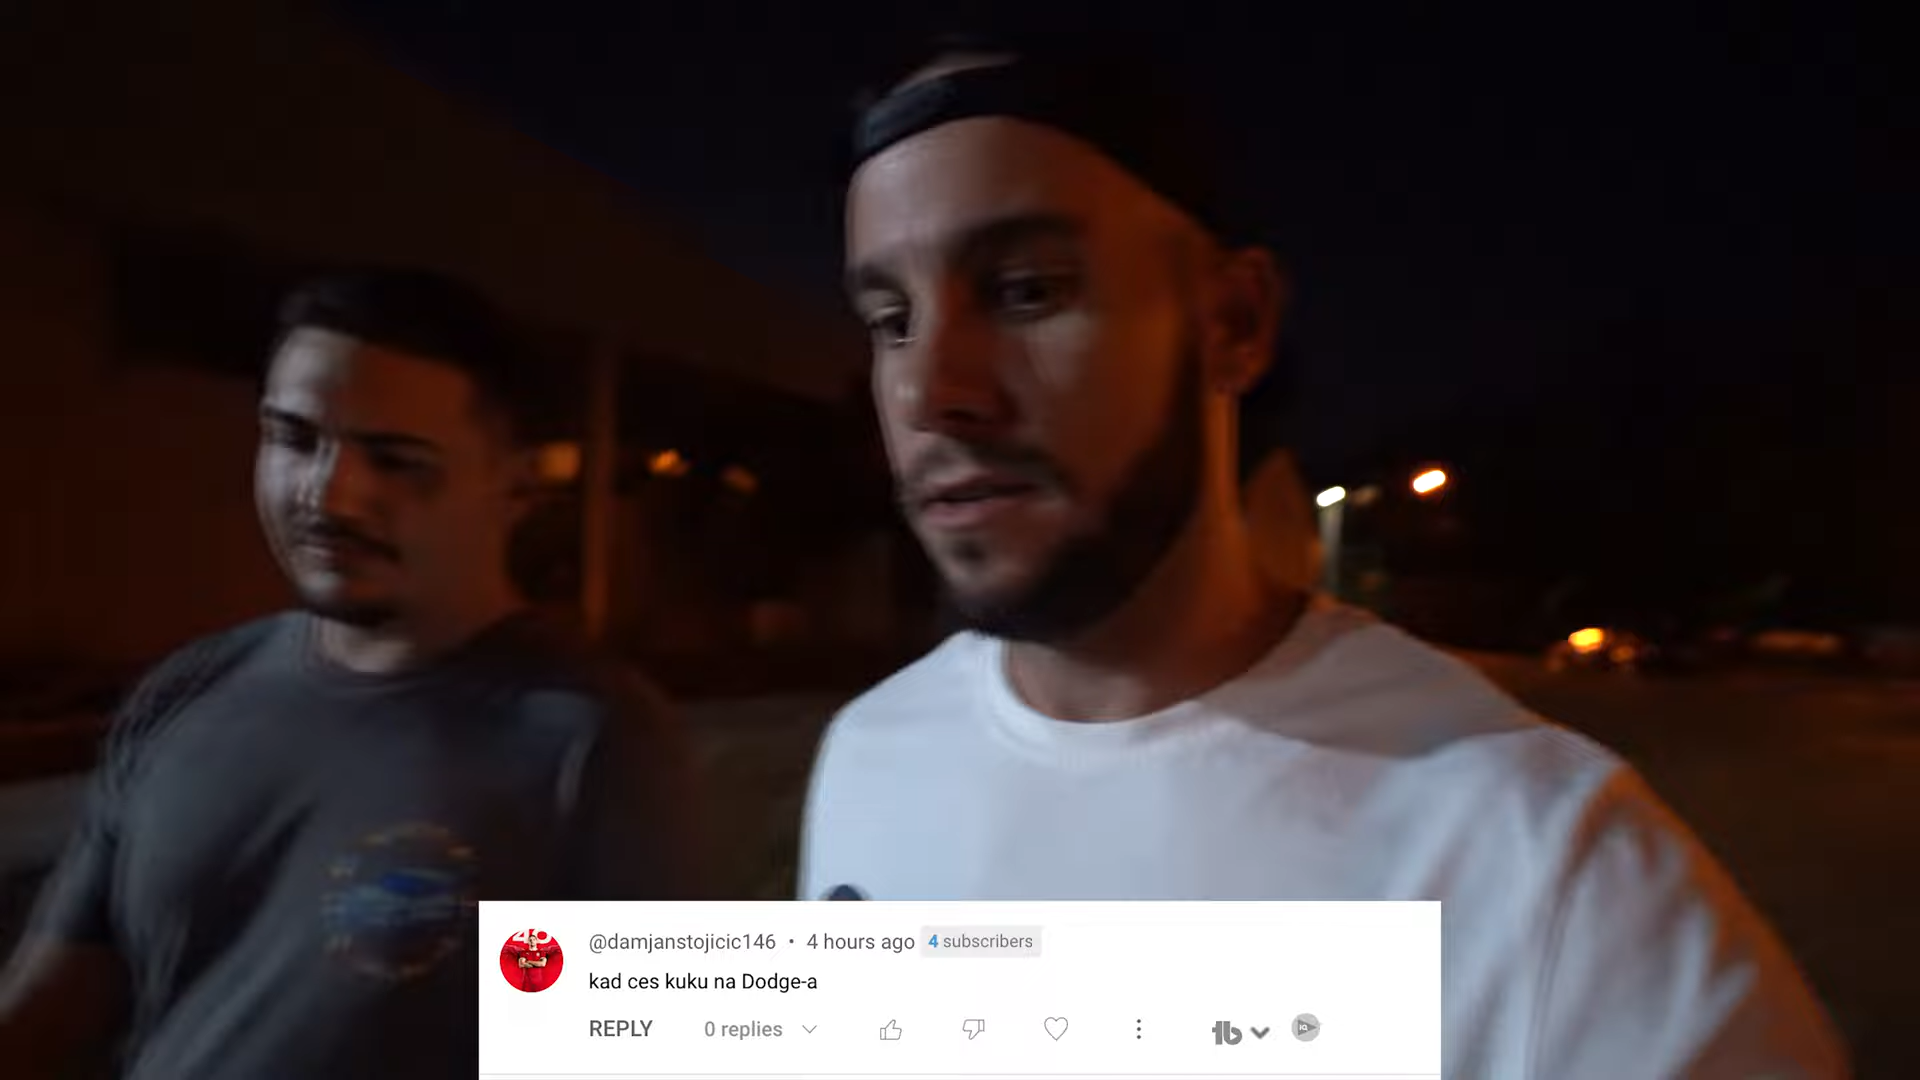 @damjanstojicic146 • 4 hours ago 4 subscribers
kad ces kuku na Dodge-a
REPLY 0 replies